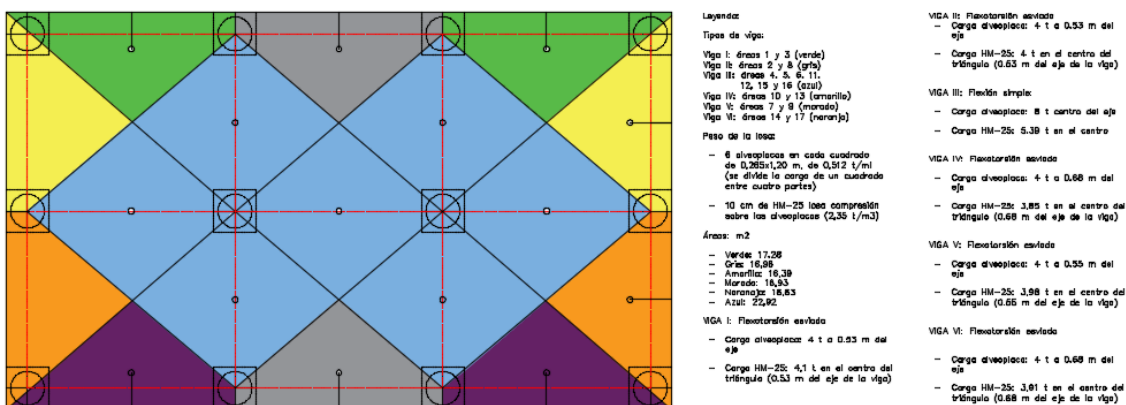 Leyenda:
Tipos de viga:
Viga I: áreas 1 y 3 (verde)
Viga II: áreas 2 y 8 (gris)
Viga III: áreas 4, 5, 6, 11,
12, 15 y 16 (azul)
Viga IV: áreas 10 y 13 (amarillo)
Viga V: áreas 7 y 9 (morado)
Viga VI: áreas 14 y 17 (naranja)
Peso de la losa:
- 6 alveoplacas en cada cuadrado
de 0,265x1,20 m, de 0,512 t/ml
(se divide la carga de un cuadrado
entre cuatro partes)
- 10 cm de HM-25 losa compresión
sobre las alveoplacas (2,35 t/m3)
Áreas: m2
- Verde: 17,28
- Gris: 16,98
- Amarillo: 16,39
- Morado: 16,93
- Naranaja: 16,63
- Azul: 22,92
VIGA I: Flexotorsión esviada
- Carga alveoplaca: 4 t a 0.53 m del
eje
- Carga HM-25: 4,1 t en el centro del
triángulo (0.53 m del eje de la viga)
VIGA II: Flexotorsión esviada
- Carga alveoplaca: 4 t a 0.53 m del
eje
- Carga HM-25: 4 t en el centro del
triángulo (0.53 m del eje de la viga)
VIGA III: Flexión simple:
- Carga alveoplaca: 8 t centro del eje
- Carga HM-25: 5.39 t en el centro
VIGA IV: Flexotorsión esviada
- Carga alveoplaca: 4 t a 0.68 m del
eje
- Carga HM-25: 3,85 t en el centro del
triángulo (0.68 m del eje de la viga)
VIGA V: Flexotorsión esviada
- Carga alveoplaca: 4 t a 0.55 m del
eje
- Carga HM-25: 3,98 t en el centro del
triángulo (0.55 m del eje de la viga)
VIGA VI: Flexotorsión esviada
- Carga alveoplaca: 4 t a 0.68 m del
eje
- Carga HM-25: 3,91 t en el centro del
triángulo (0.68 m del eje de la viga)